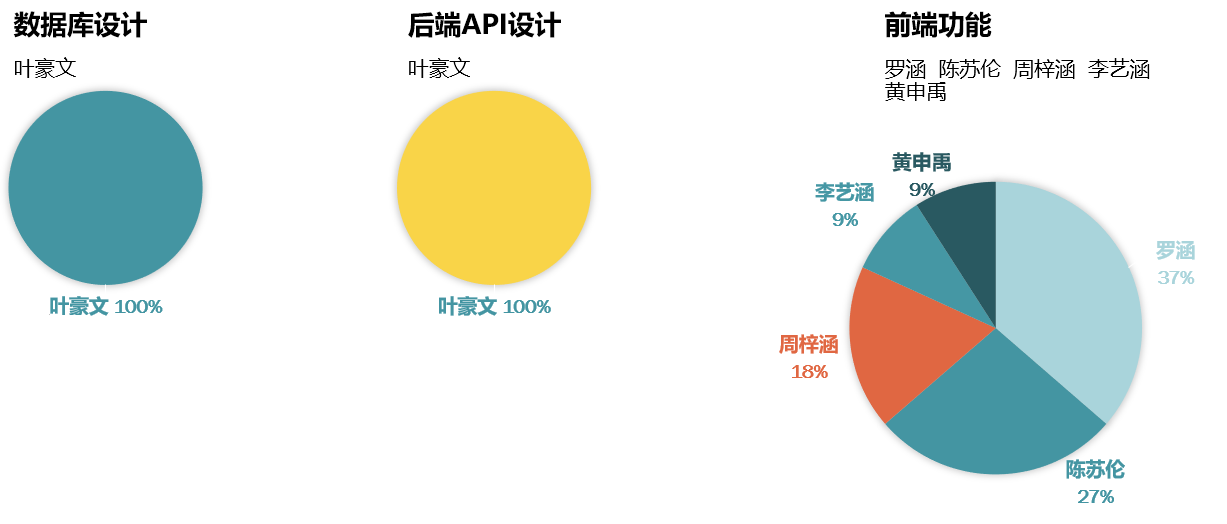 数据库设计
叶豪文
叶豪文 100%
后端API设计
叶豪文
叶豪文 100%
前端功能
罗涵 陈苏伦 周梓涵 李艺涵
黄申禹
黄申禹
9%
李艺涵
9%
罗涵
37%
周梓涵
18%
陈苏伦
27%